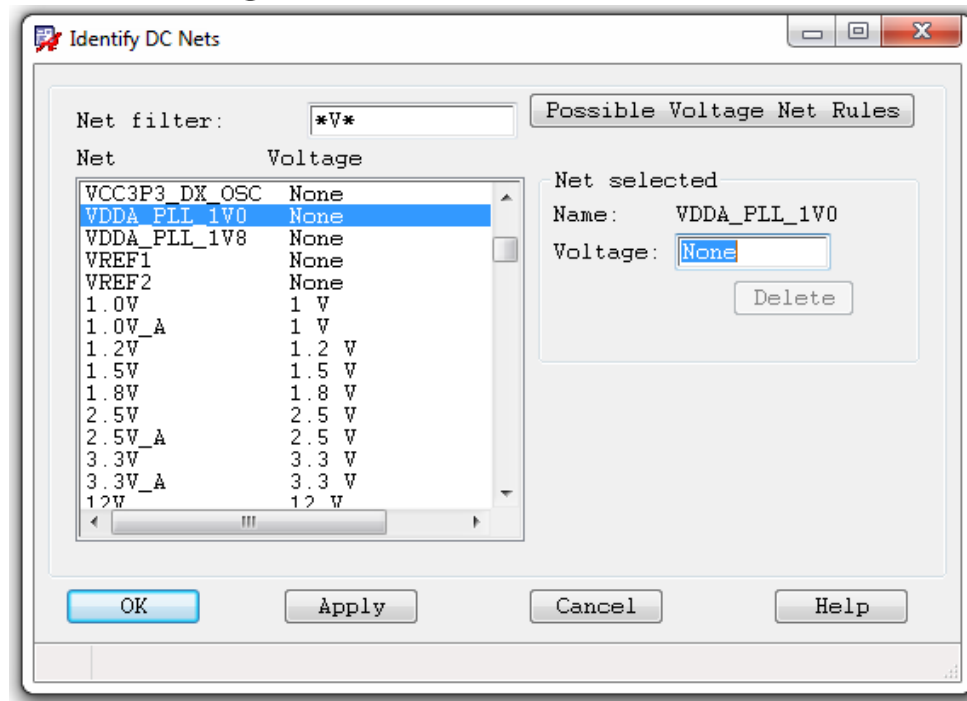 Identify DC Nets
Net filter: *V* Possible Voltage Net Rules
Net Voltage
VCC3P3_DX_OSC None
VDDA_PLL_1V0 None
VDDA_PLL_1V8 None
VREF1 None
VREF2 None
1.0V 1 V
1.0V_A 1 V
1.2V 1.2 V
1.5V 1.5 V
1.8V 1.8 V
2.5V 2.5 V
2.5V_A 2.5 V
3.3V 3.3 V
3.3V_A 3.3 V
12V 12 V
Net selected
Name: VDDA_PLL_1V0
Voltage: None
Delete
OK Apply Cancel Help